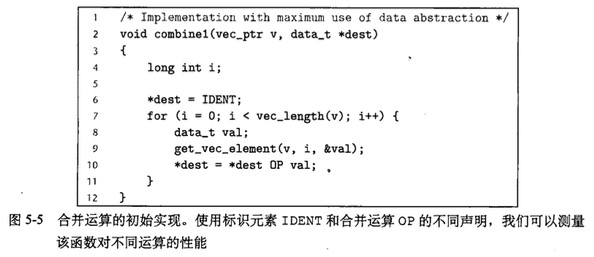 1 /* Implementation with maximum use of data abstraction */
2 void combine1(vec_ptr v, data_t *dest)
3 {
4 long int i;
5
6 *dest = IDENT;
7 for (i = 0; i < vec_length(v); i++) {
8 data_t val;
9 get_vec_element(v, i, &val);
10 *dest = *dest OP val;
11 }
12 }
图 5-5 合并运算的初始实现。使用标识元素 IDENT 和合并运算 OP 的不同声明，我们可以测量
该函数对不同运算的性能